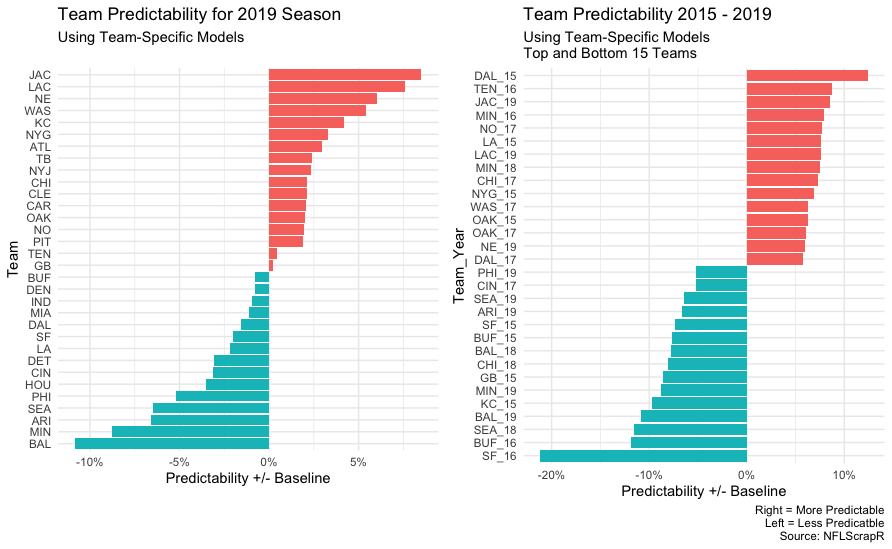 Team Predictability for 2019 Season
Using Team-Specific Models
Team
JAC
LAC
NE
WAS
KC
NYG
ATL
TB
NYJ
CHI
CLE
CAR
OAK
NO
PIT
TEN
GB
BUF
DEN
IND
MIA
DAL
SF
LA
DET
CIN
HOU
PHI
SEA
ARI
MIN
BAL
-10% -5% 0% 5%
Predictability +/- Baseline
Team Predictability 2015 - 2019
Using Team-Specific Models
Top and Bottom 15 Teams
Team_Year
DAL_15
TEN_16
JAC_19
MIN_16
NO_17
LA_15
LAC_19
MIN_18
CHI_17
NYG_15
WAS_17
OAK_15
OAK_17
NE_19
DAL_17
PHI_19
CIN_17
SEA_19
ARI_19
SF_15
BUF_15
BAL_18
CHI_18
GB_15
MIN_19
KC_15
BAL_19
SEA_18
BUF_16
SF_16
-20% -10% 0% 10%
Predictability +/- Baseline
Right = More Predictable
Left = Less Predicatble
Source: NFLScrapR